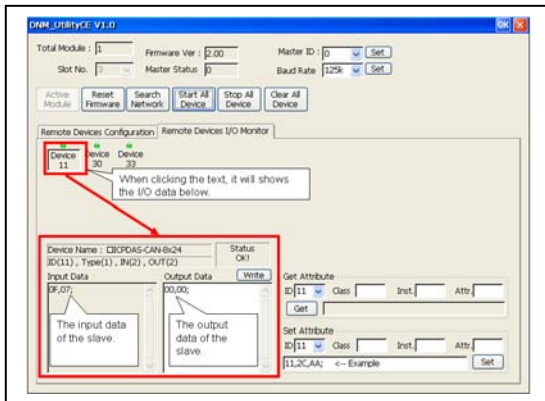 DNM_UtilityCE V1.0
OK
Total Module : 1
Firmware Ver : 2.00
Master ID : 0
Set
Slot No. 3
Master Status 0
Baud Rate 125k
Set
Active Module
Reset Firmware
Search Network
Start All Device
Stop All Device
Clear All Device
Remote Devices Configuration
Remote Devices I/O Monitor
Device 11
Device 30
Device 33
When clicking the text, it will shows
the I/O data below.
Status
OK!
ID(11) , Type(1) , IN(2) , OUT(2)
Input Data
Output Data
Write
0F,07;
00,00;
The input data
of the slave.
The output
data of the
slave.
Get Attribute
ID 11 Class Inst. Attr.
Get
Set Attribute
ID 11 Class Inst. Attr.
11,2C,AA; <-- Example
Set